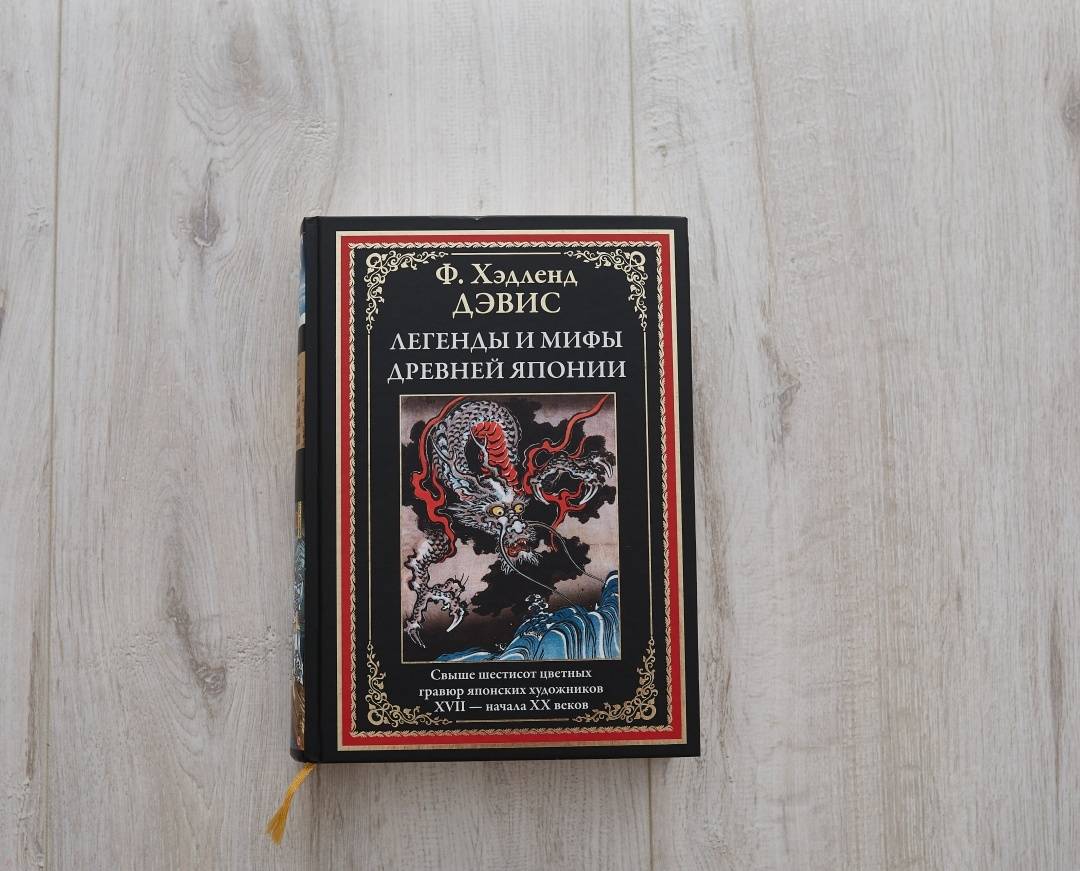 Ф. Хэдленд
ДЭВИС
ЛЕГЕНДЫ И МИФЫ
ДРЕВНЕЙ ЯПОНИИ
Свыше шестисот цветных
гравюр японских художников
XVII — начала XX веков